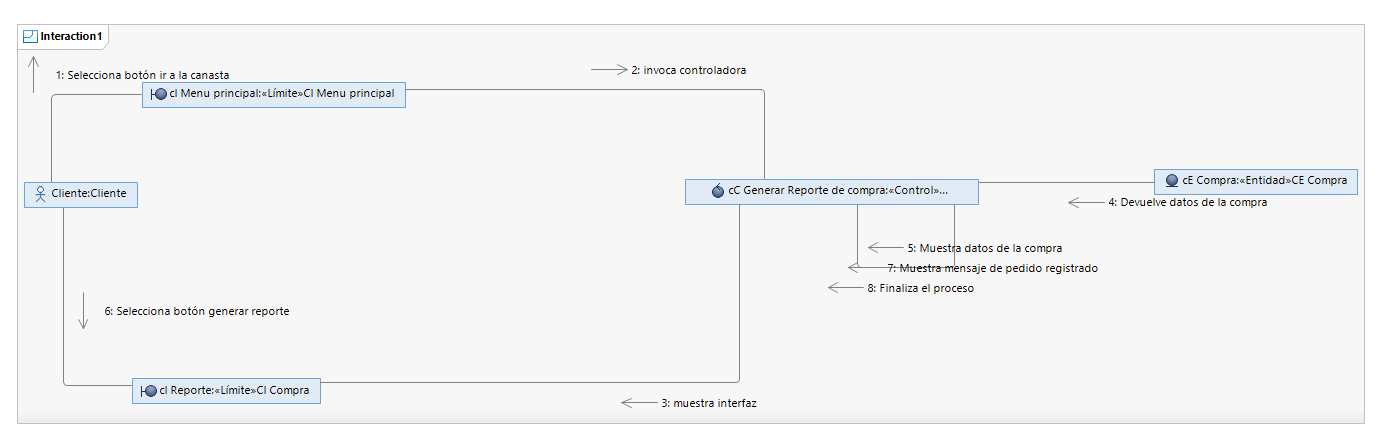 Interaction1
1: Selecciona botón ir a la canasta
2: invoca controladora
cI Menu principal:«Límite»CI Menu principal
Cliente:Cliente
cC Generar Reporte de compra:«Control»...
cE Compra:«Entidad»CE Compra
4: Devuelve datos de la compra
5: Muestra datos de la compra
7: Muestra mensaje de pedido registrado
8: Finaliza el proceso
6: Selecciona botón generar reporte
cI Reporte:«Límite»CI Compra
3: muestra interfaz